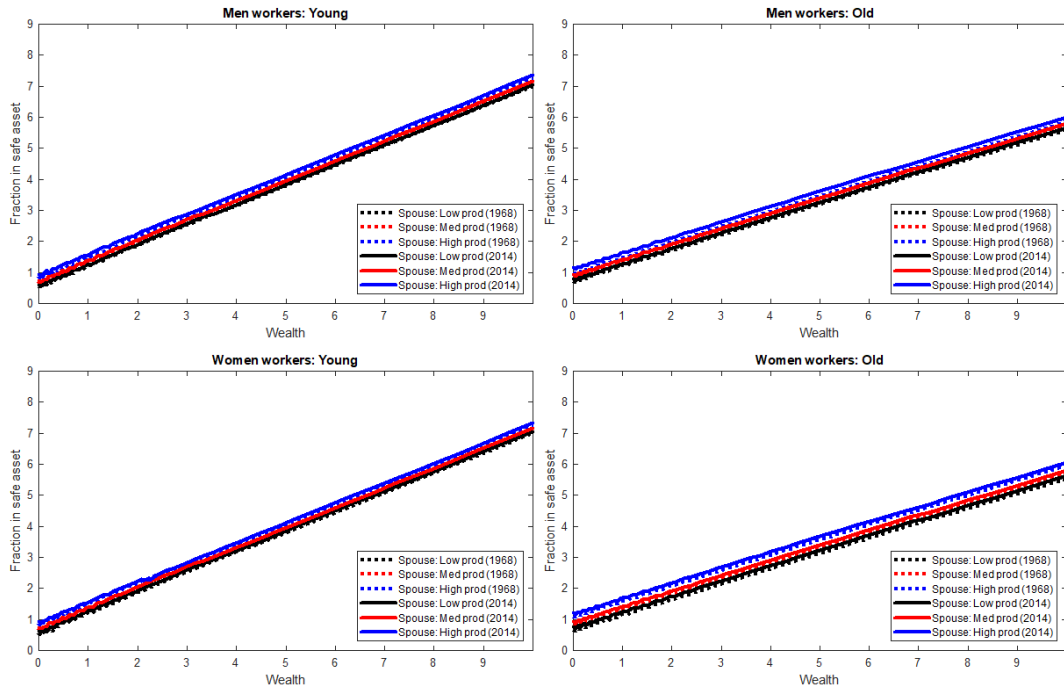 Men workers: Young
9
8
7
6
5
4
3
2
1
0
Fraction in safe asset
Spouse: Low prod (1968)
Spouse: Med prod (1968)
Spouse: High prod (1968)
Spouse: Low prod (2014)
Spouse: Med prod (2014)
Spouse: High prod (2014)
0 1 2 3 4 5 6 7 8 9
Wealth
Men workers: Old
9
8
7
6
5
4
3
2
1
0
Fraction in safe asset
Spouse: Low prod (1968)
Spouse: Med prod (1968)
Spouse: High prod (1968)
Spouse: Low prod (2014)
Spouse: Med prod (2014)
Spouse: High prod (2014)
0 1 2 3 4 5 6 7 8 9
Wealth
Women workers: Young
9
8
7
6
5
4
3
2
1
0
Fraction in safe asset
Spouse: Low prod (1968)
Spouse: Med prod (1968)
Spouse: High prod (1968)
Spouse: Low prod (2014)
Spouse: Med prod (2014)
Spouse: High prod (2014)
0 1 2 3 4 5 6 7 8 9
Wealth
Women workers: Old
9
8
7
6
5
4
3
2
1
0
Fraction in safe asset
Spouse: Low prod (1968)
Spouse: Med prod (1968)
Spouse: High prod (1968)
Spouse: Low prod (2014)
Spouse: Med prod (2014)
Spouse: High prod (2014)
0 1 2 3 4 5 6 7 8 9
Wealth